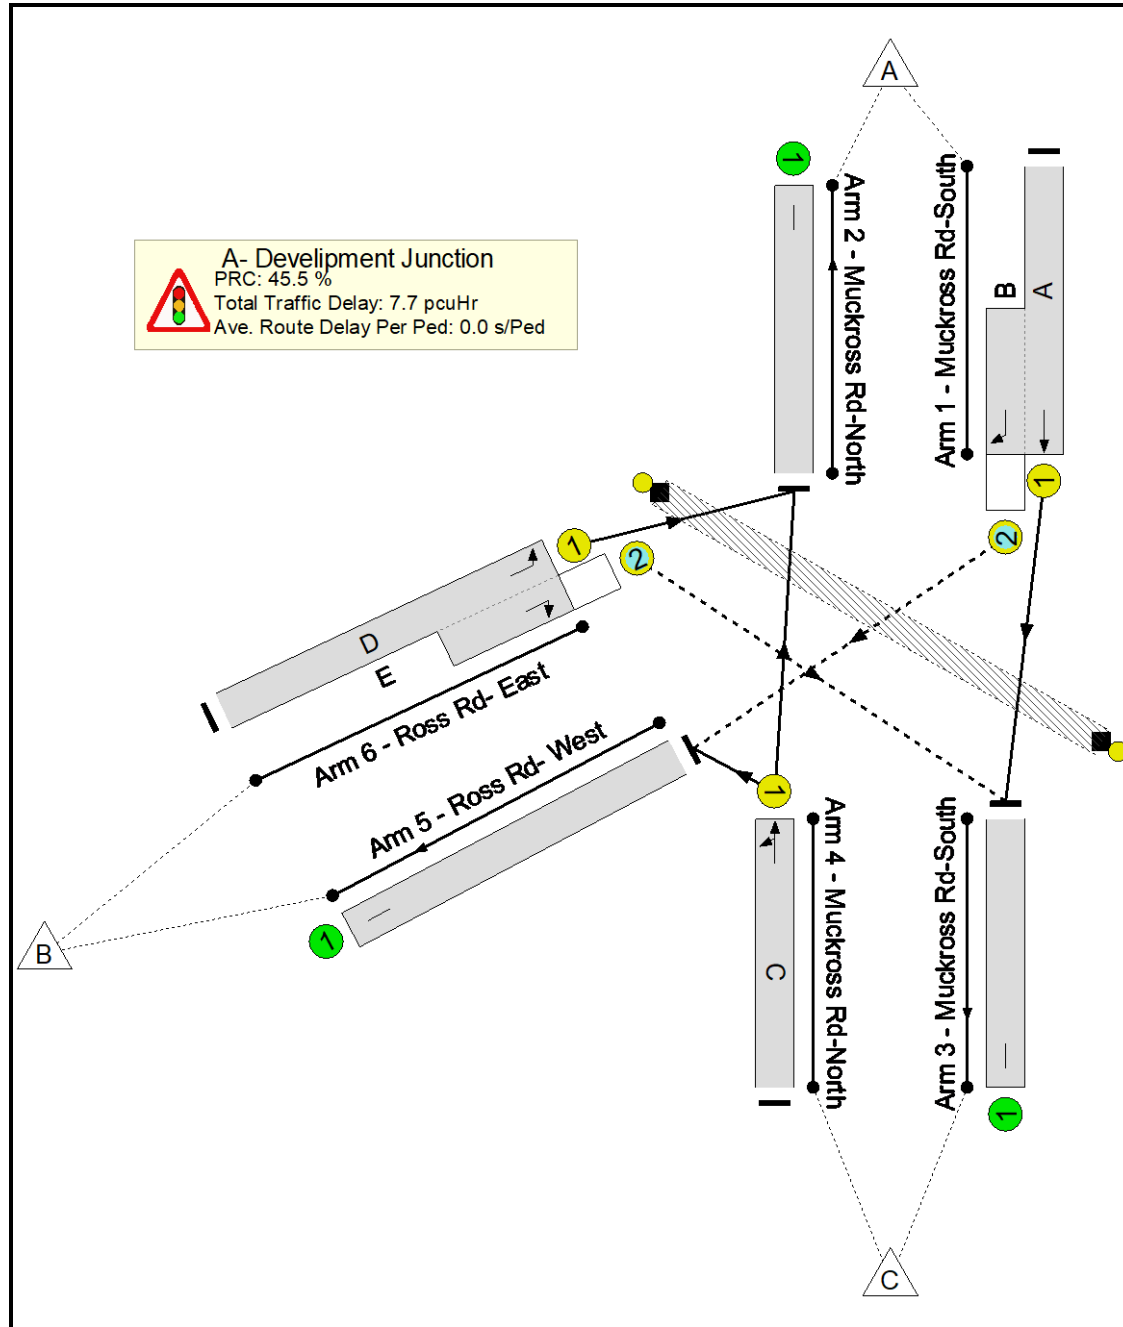 A
1
Arm 2 - Muckross Rd-North
Arm 1 - Muckross Rd-South
B
A
A- Develipment Junction
PRC: 45.5 %
Total Traffic Delay: 7.7 pcuHr
Ave. Route Delay Per Ped: 0.0 s/Ped
1
2
1
2
D
E
Arm 6 - Ross Rd- East
Arm 5 - Ross Rd- West
1
B
1
C
Arm 4 - Muckross Rd-North
Arm 3 - Muckross Rd-South
1
C